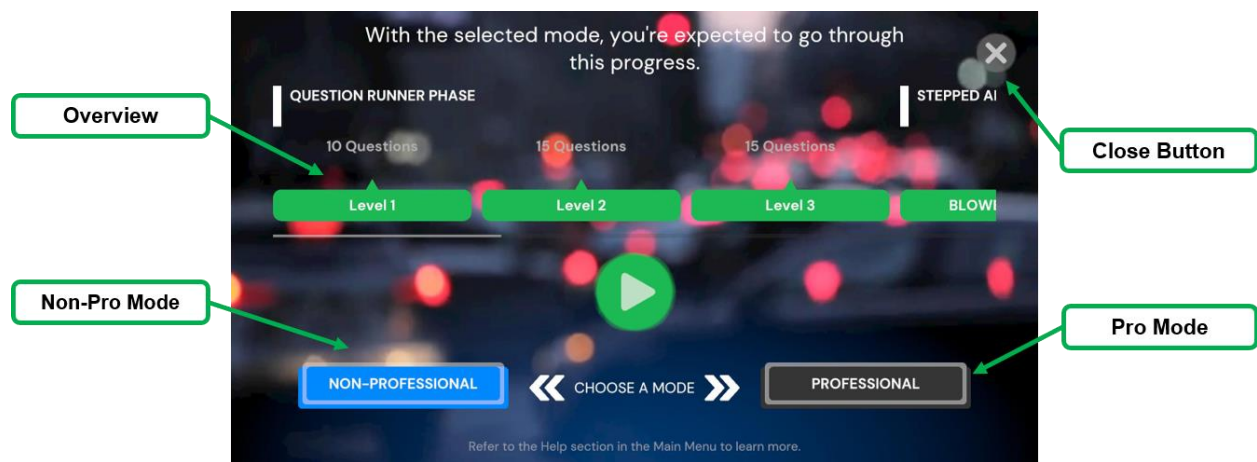 With the selected mode, you're expected to go through
this progress.
QUESTION RUNNER PHASE
STEPPED
Overview
10 Questions
15 Questions
15 Questions
Close Button
Level 1
Level 2
Level 3
Non-Pro Mode
Pro Mode
NON-PROFESSIONAL
CHOOSE A MODE
PROFESSIONAL
Refer to the Help section in the Main Menu to learn more.